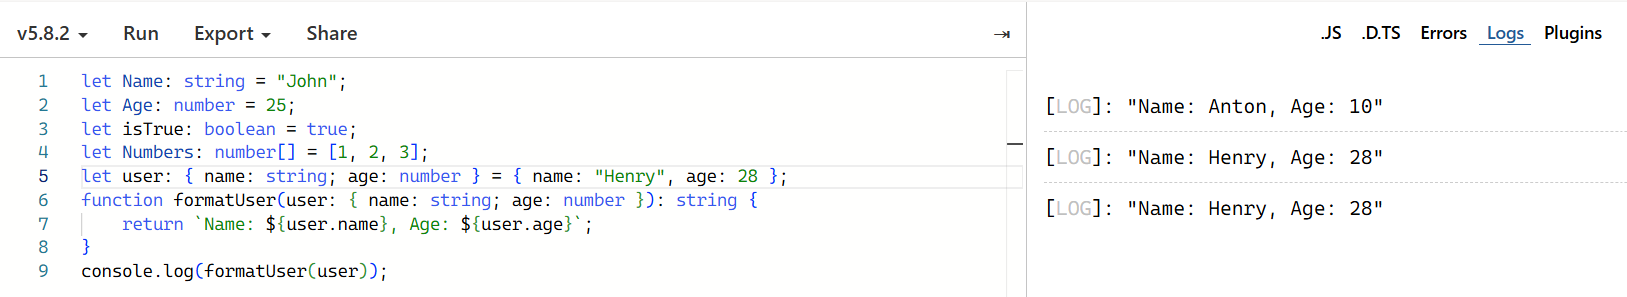 v5.8.2 Run Export Share
.JS .D.TS Errors Logs Plugins
1 let Name: string = "John";
2 let Age: number = 25;
3 let isTrue: boolean = true;
4 let Numbers: number[] = [1, 2, 3];
5 let user: { name: string; age: number } = { name: "Henry", age: 28 };
6 function formatUser(user: { name: string; age: number }): string {
7     return `Name: ${user.name}, Age: ${user.age}`;
8 }
9 console.log(formatUser(user));
[LOG]: "Name: Anton, Age: 10"
[LOG]: "Name: Henry, Age: 28"
[LOG]: "Name: Henry, Age: 28"